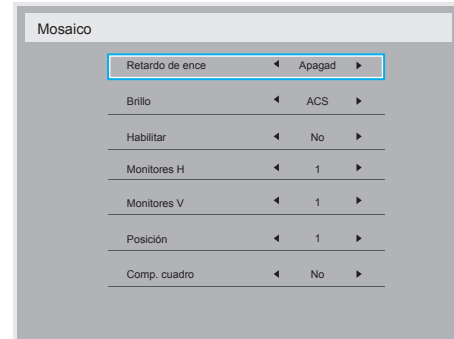 Mosaico
Retardo de ence Apagad
Brillo ACS
Habilitar No
Monitores H 1
Monitores V 1
Posición 1
Comp. cuadro No